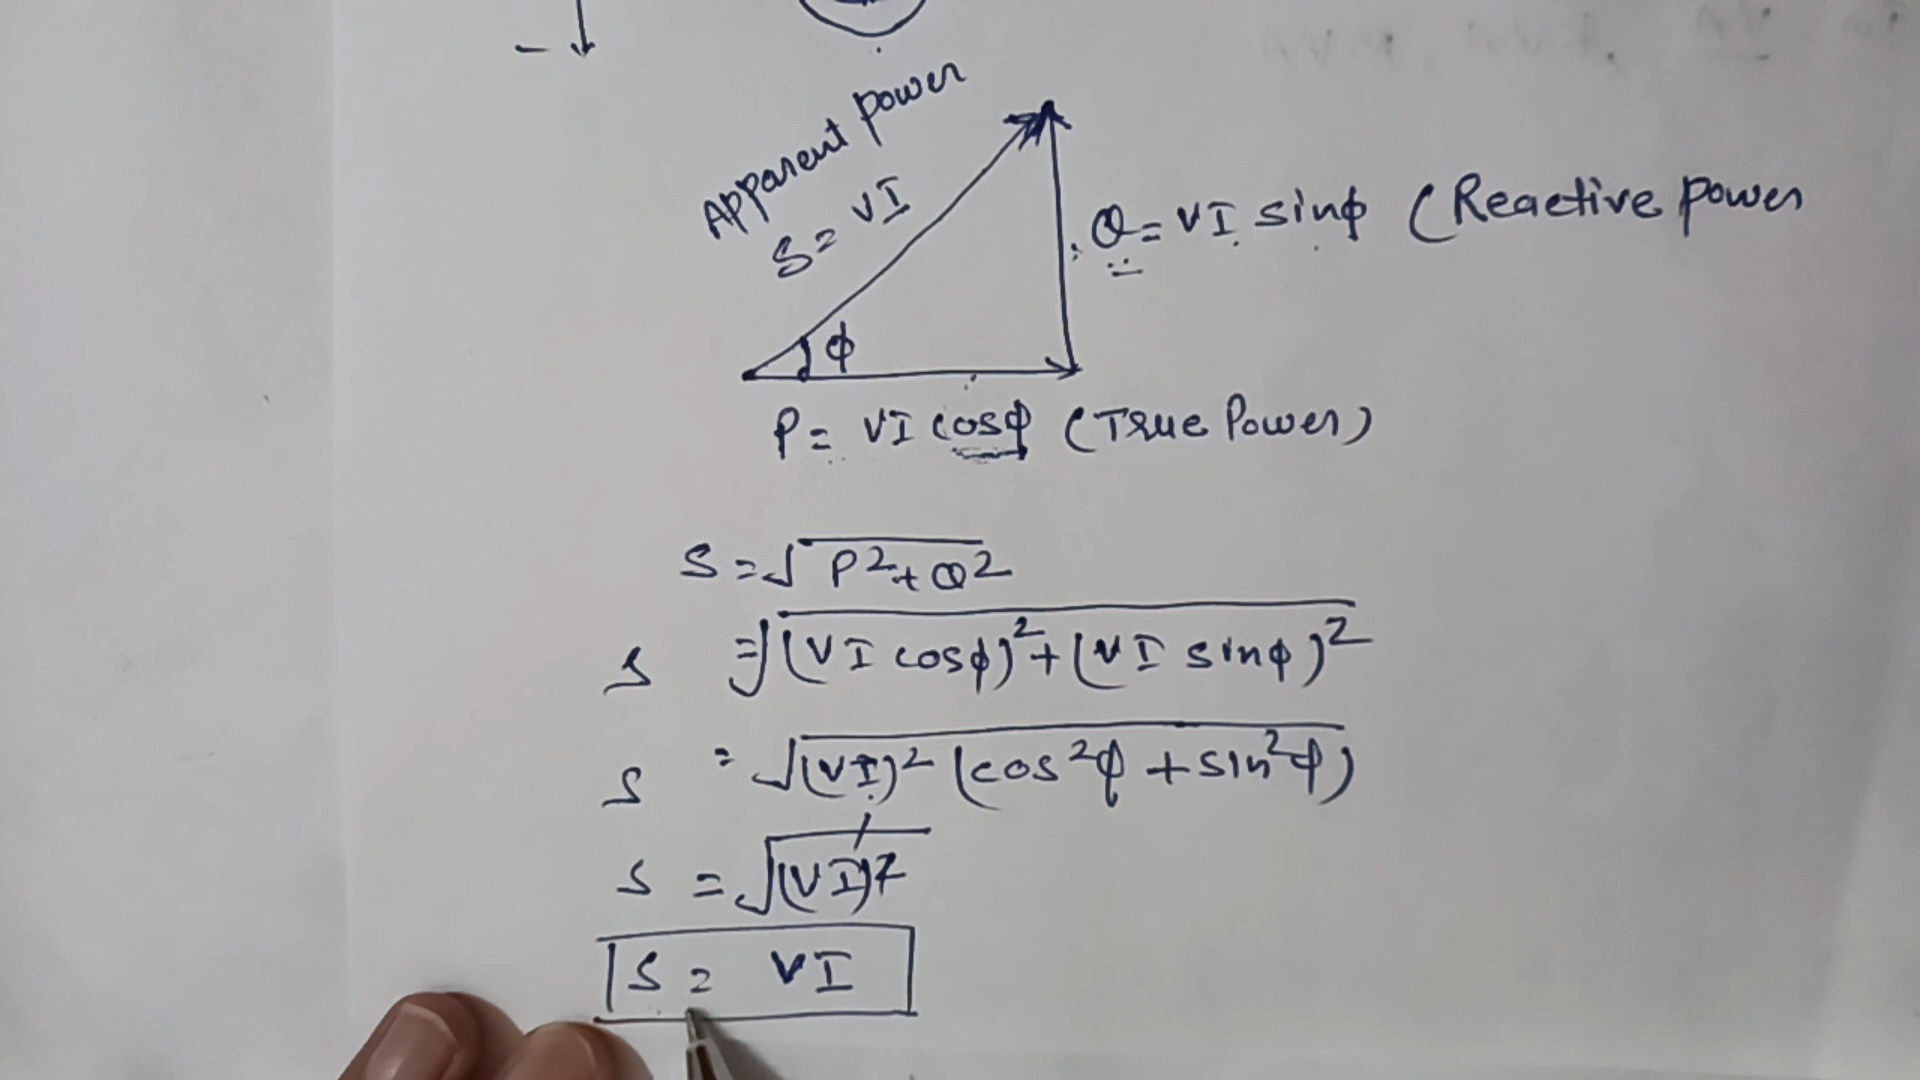 Apparent power
S = VI
Q = VI sinϕ (Reactive power
ϕ
P = VI cosϕ (True Power)
S = √P²+Q²
S = √(VI cosϕ)²+(VI sinϕ)²
S = √(VI)² (cos²ϕ + sin²ϕ)
S = √(VI)²
S = VI